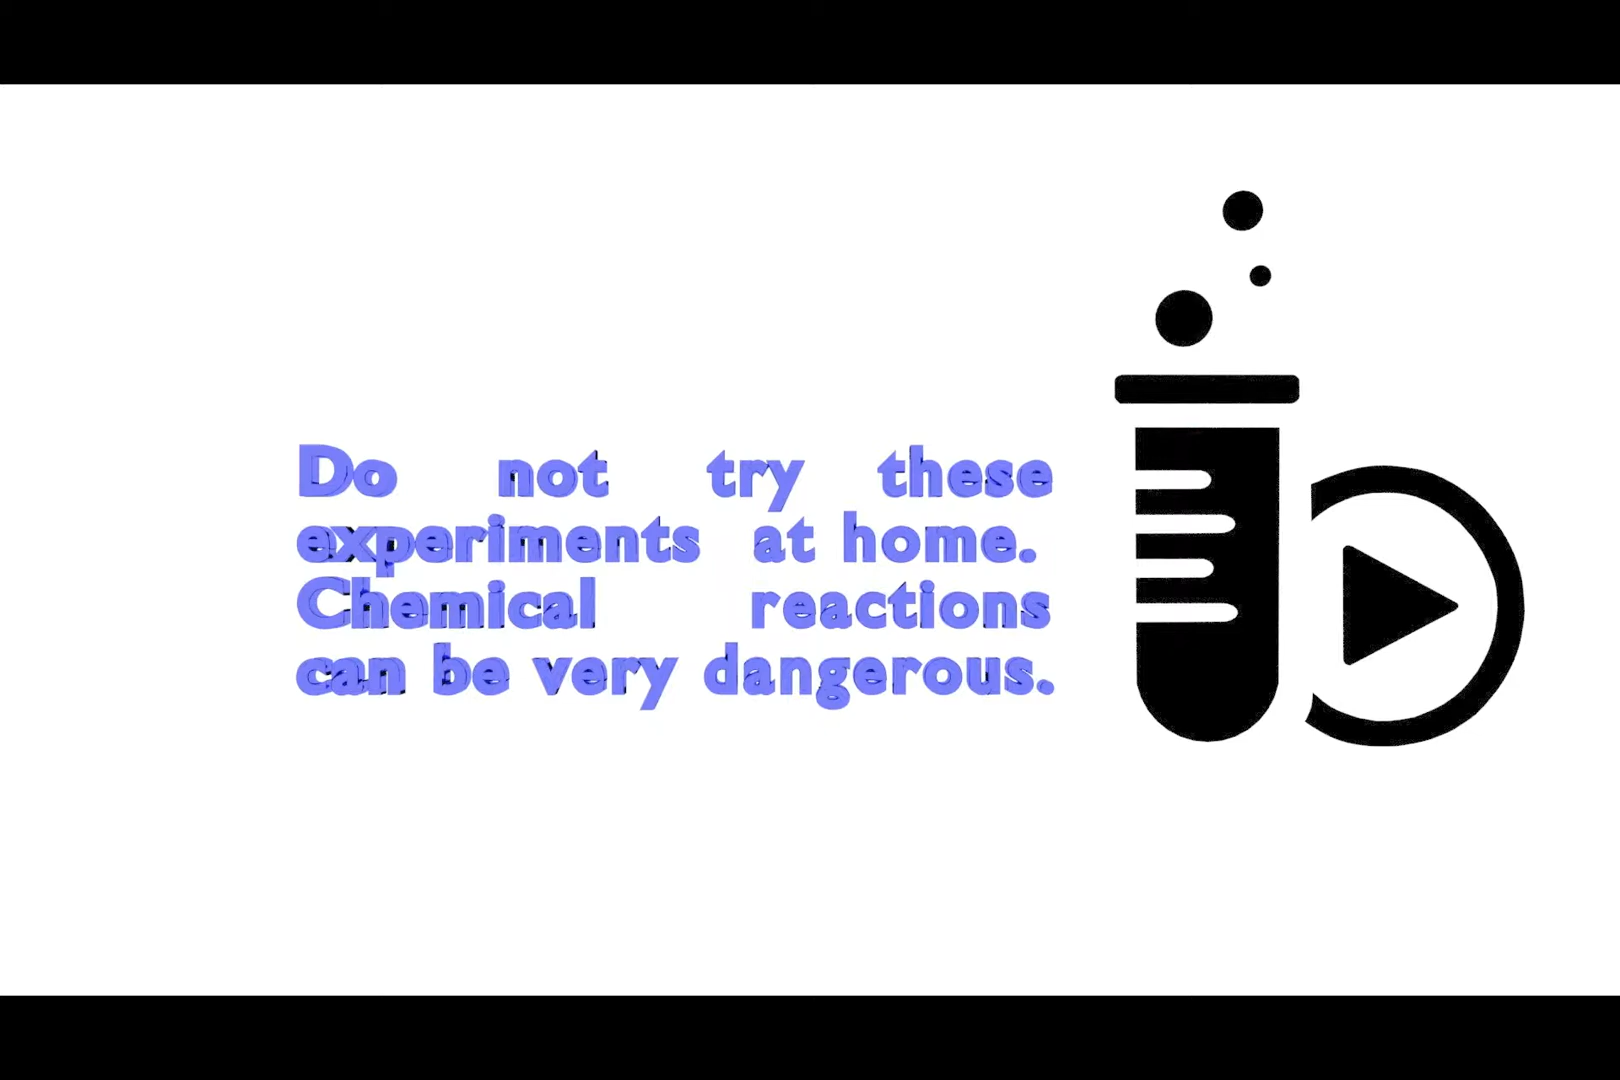 Do not try these
experiments at home.
Chemical reactions
can be very dangerous.